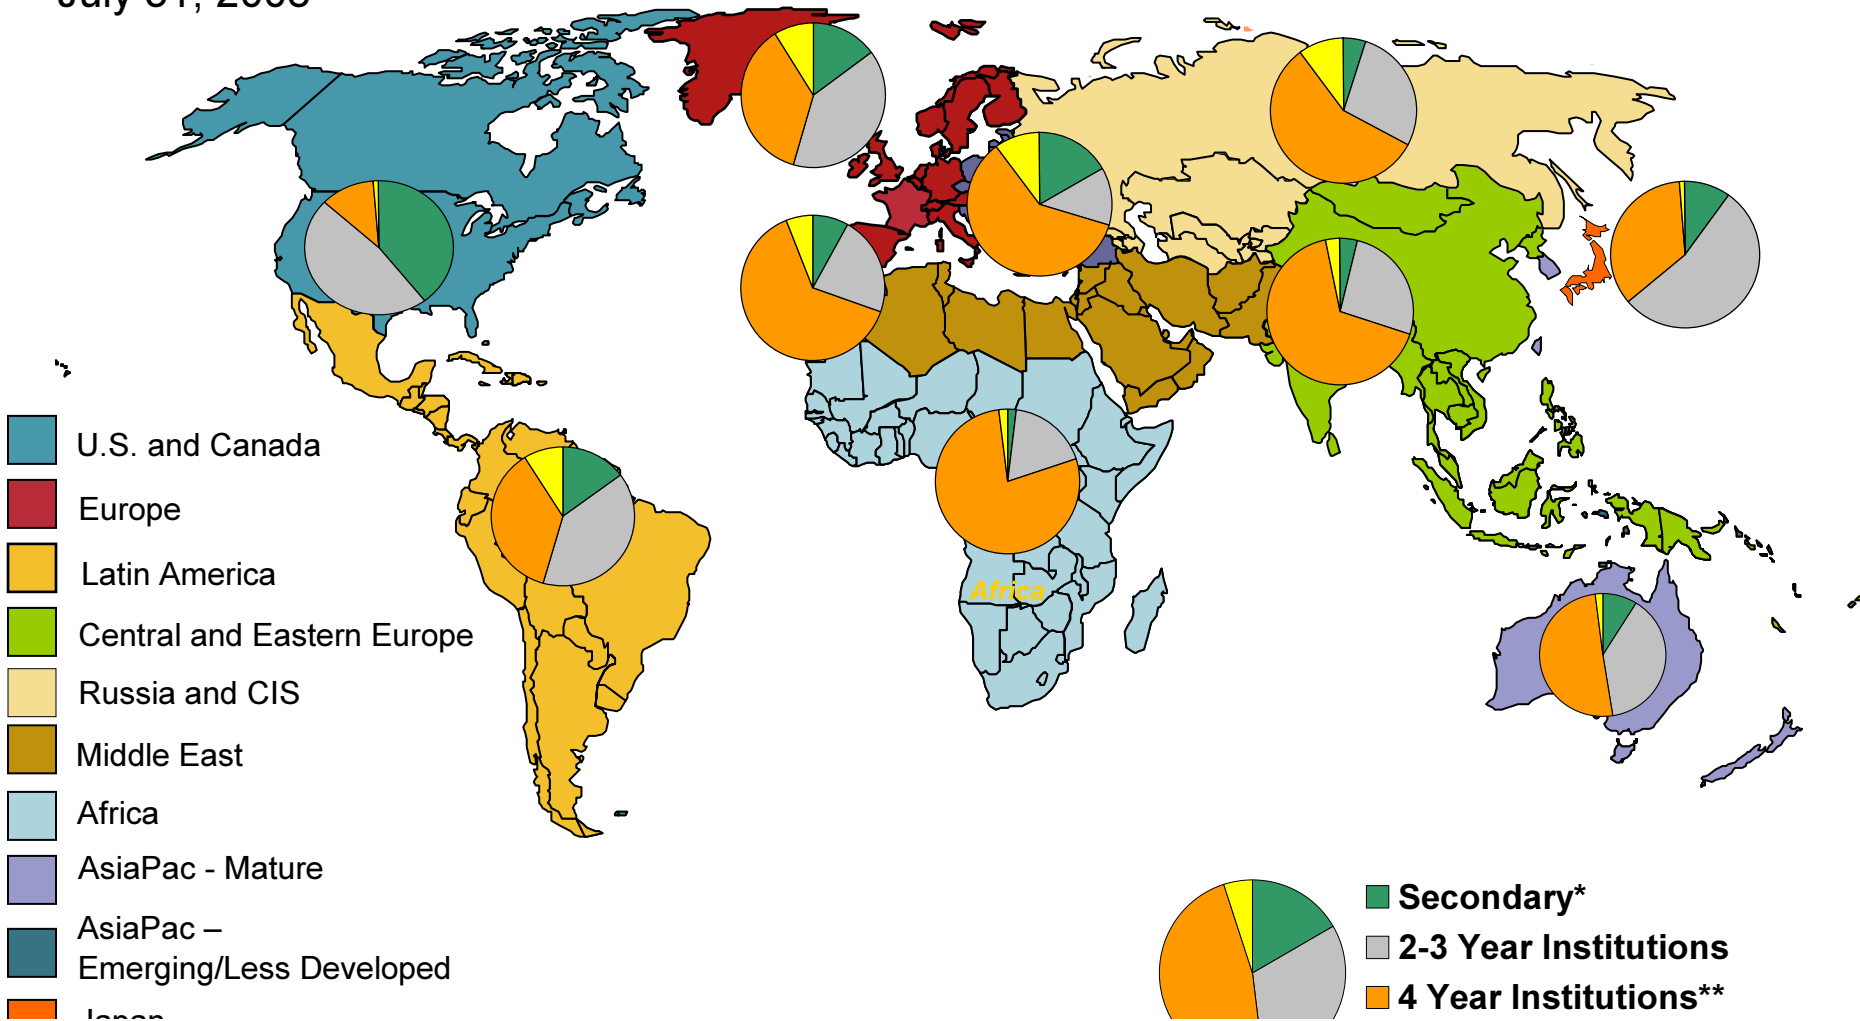 U.S. and Canada
Europe
Latin America
Central and Eastern Europe
Russia and CIS
Middle East
Africa
AsiaPac - Mature
AsiaPac –
Emerging/Less Developed
Africa
Secondary*
2-3 Year Institutions
4 Year Institutions**